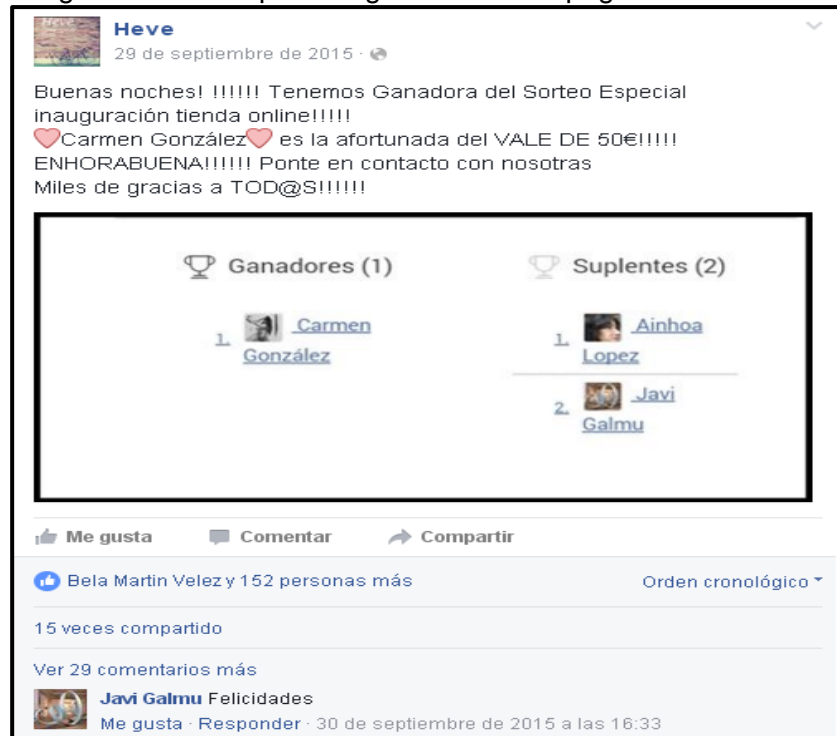 Heve
29 de septiembre de 2015 ·
Buenas noches! !!!!!! Tenemos Ganadora del Sorteo Especial
inauguración tienda online!!!!!
Carmen González es la afortunada del VALE DE 50€!!!!!
ENHORABUENA!!!!!! Ponte en contacto con nosotras
Miles de gracias a TOD@S!!!!!!
Ganadores (1)
1. Carmen
González
Suplentes (2)
1. Ainhoa
Lopez
2. Javi
Galmu
Me gusta Comentar Compartir
Bela Martin Velez y 152 personas más Orden cronológico
15 veces compartido
Ver 29 comentarios más
Javi Galmu Felicidades
Me gusta · Responder · 30 de septiembre de 2015 a las 16:33